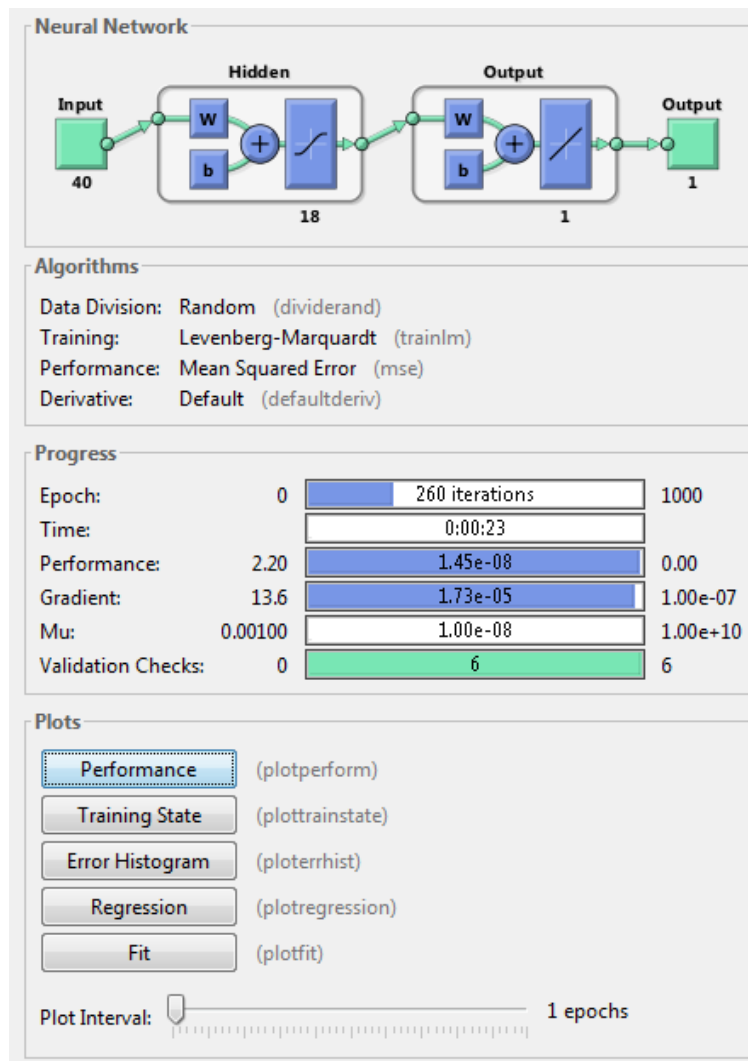 Neural Network
Hidden
Output
Input
W
b
+
W
b
+
Output
40
18
1
1
Algorithms
Data Division: Random (dividerand)
Training: Levenberg-Marquardt (trainlm)
Performance: Mean Squared Error (mse)
Derivative: Default (defaultderiv)
Progress
Epoch: 0 260 iterations 1000
Time: 0:00:23
Performance: 2.20 1.45e-08 0.00
Gradient: 13.6 1.73e-05 1.00e-07
Mu: 0.00100 1.00e-08 1.00e+10
Validation Checks: 0 6 6
Plots
Performance (plotperform)
Training State (plottrainstate)
Error Histogram (ploterrhist)
Regression (plotregression)
Fit (plotfit)
Plot Interval: 1 epochs